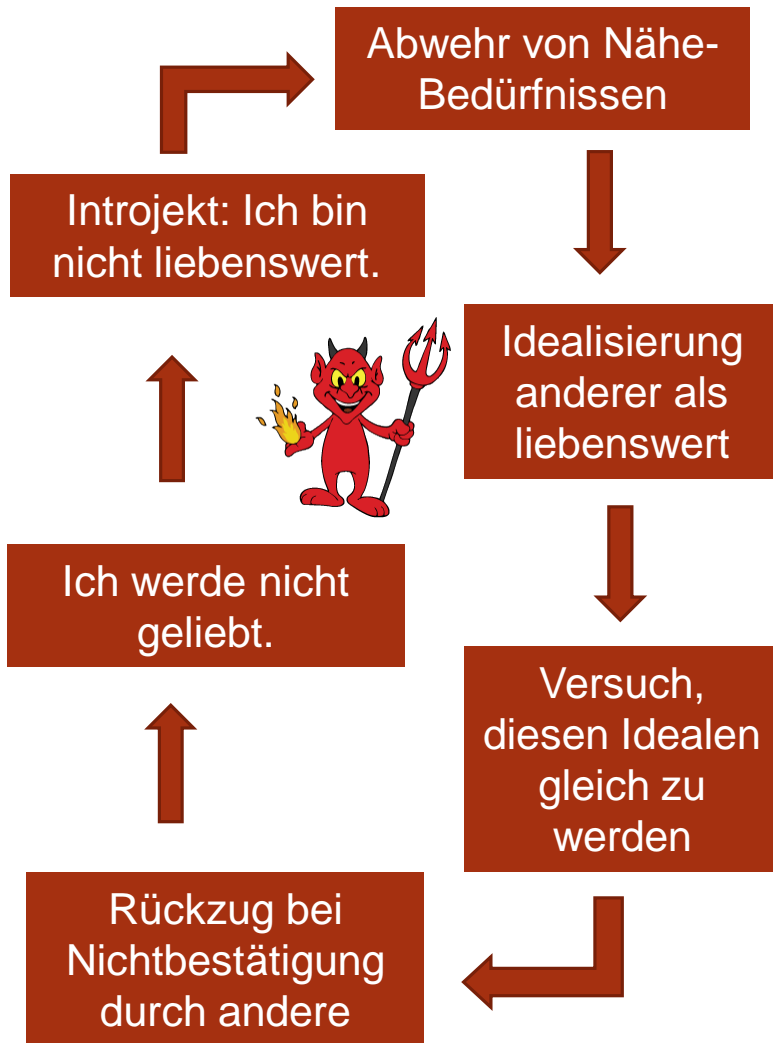 Abwehr von Nähe-
Bedürfnissen
Introjekt: Ich bin
nicht liebenswert.
Idealisierung
anderer als
liebenswert
Ich werde nicht
geliebt.
Versuch,
diesen Idealen
gleich zu
werden
Rückzug bei
Nichtbestätigung
durch andere